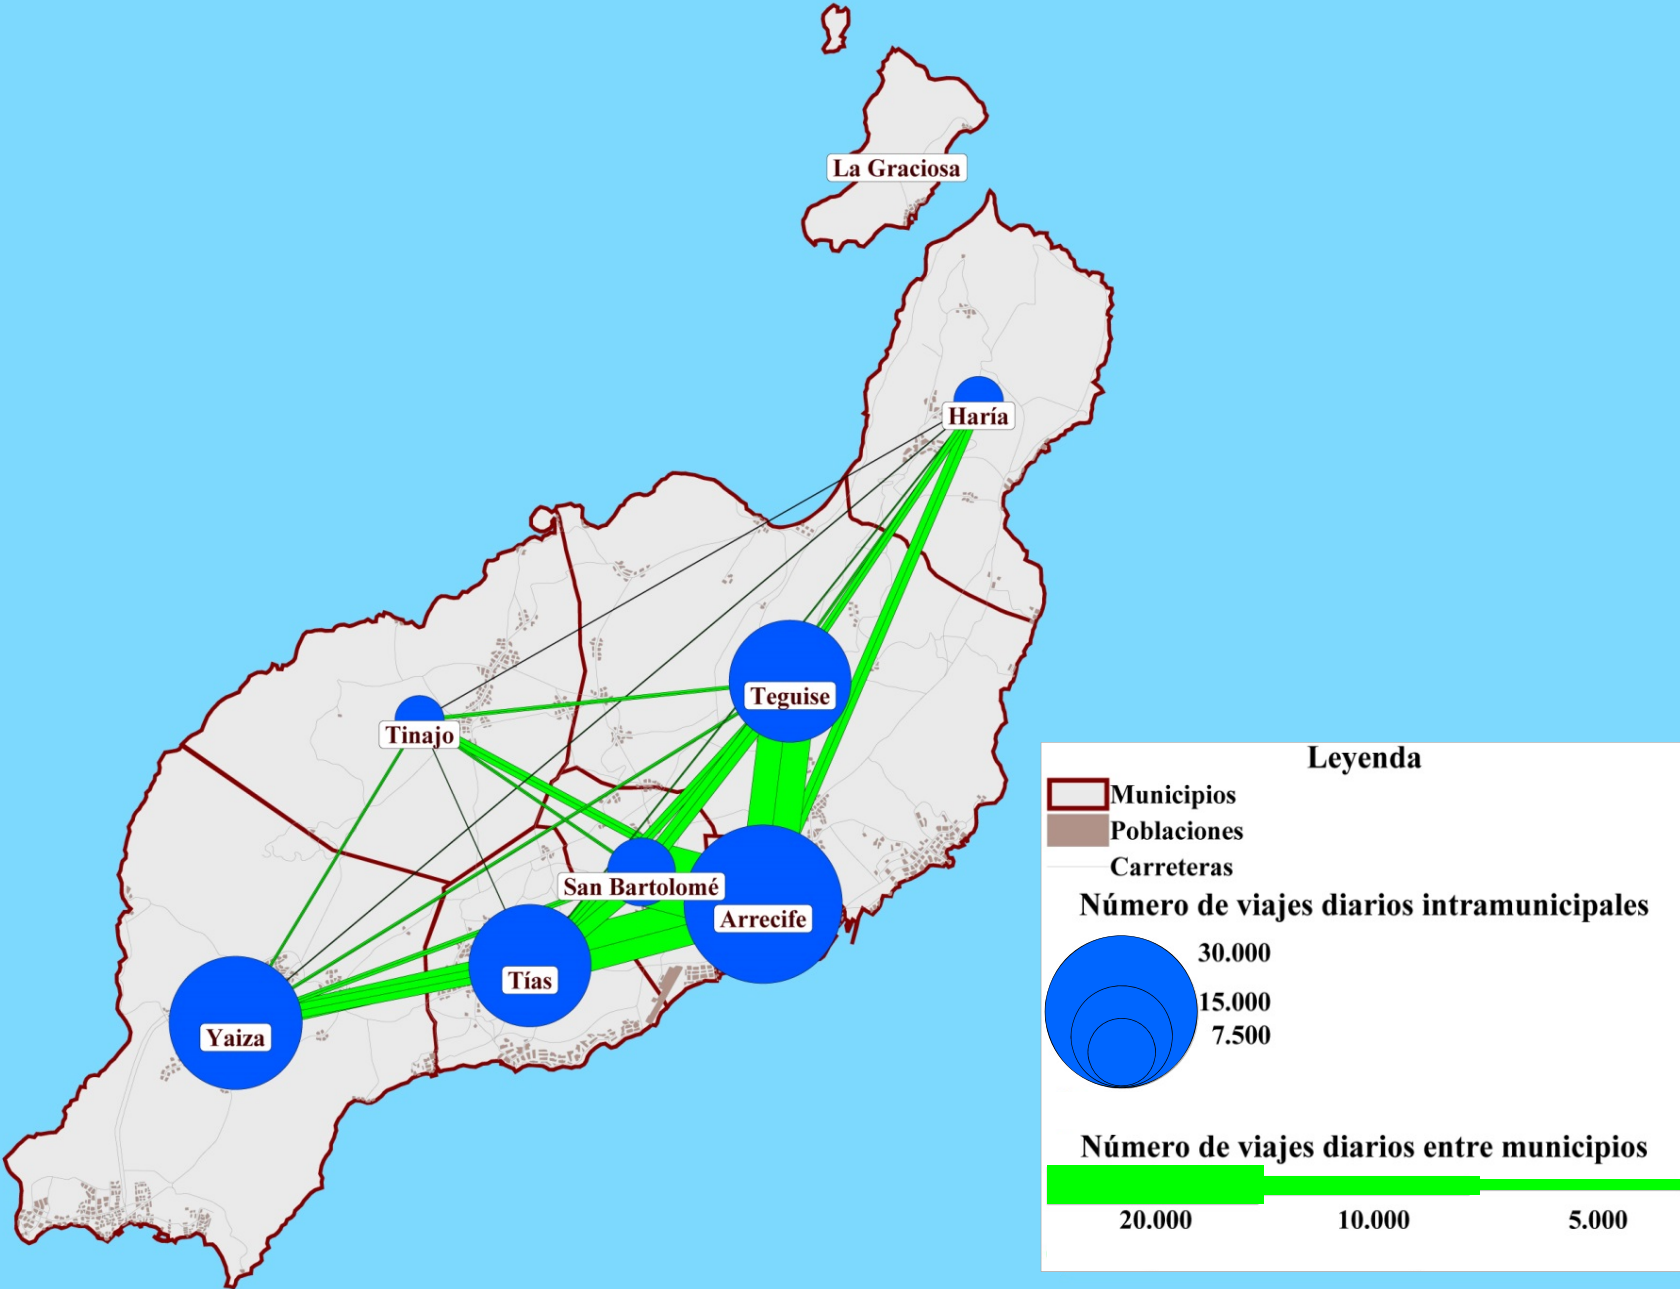 La Graciosa
Haría
Teguise
Tinajo
San Bartolomé
Arrecife
Tías
Yaiza
Leyenda
Municipios
Poblaciones
Carreteras
Número de viajes diarios intramunicipales
30.000
15.000
7.500
Número de viajes diarios entre municipios
20.000 10.000 5.000